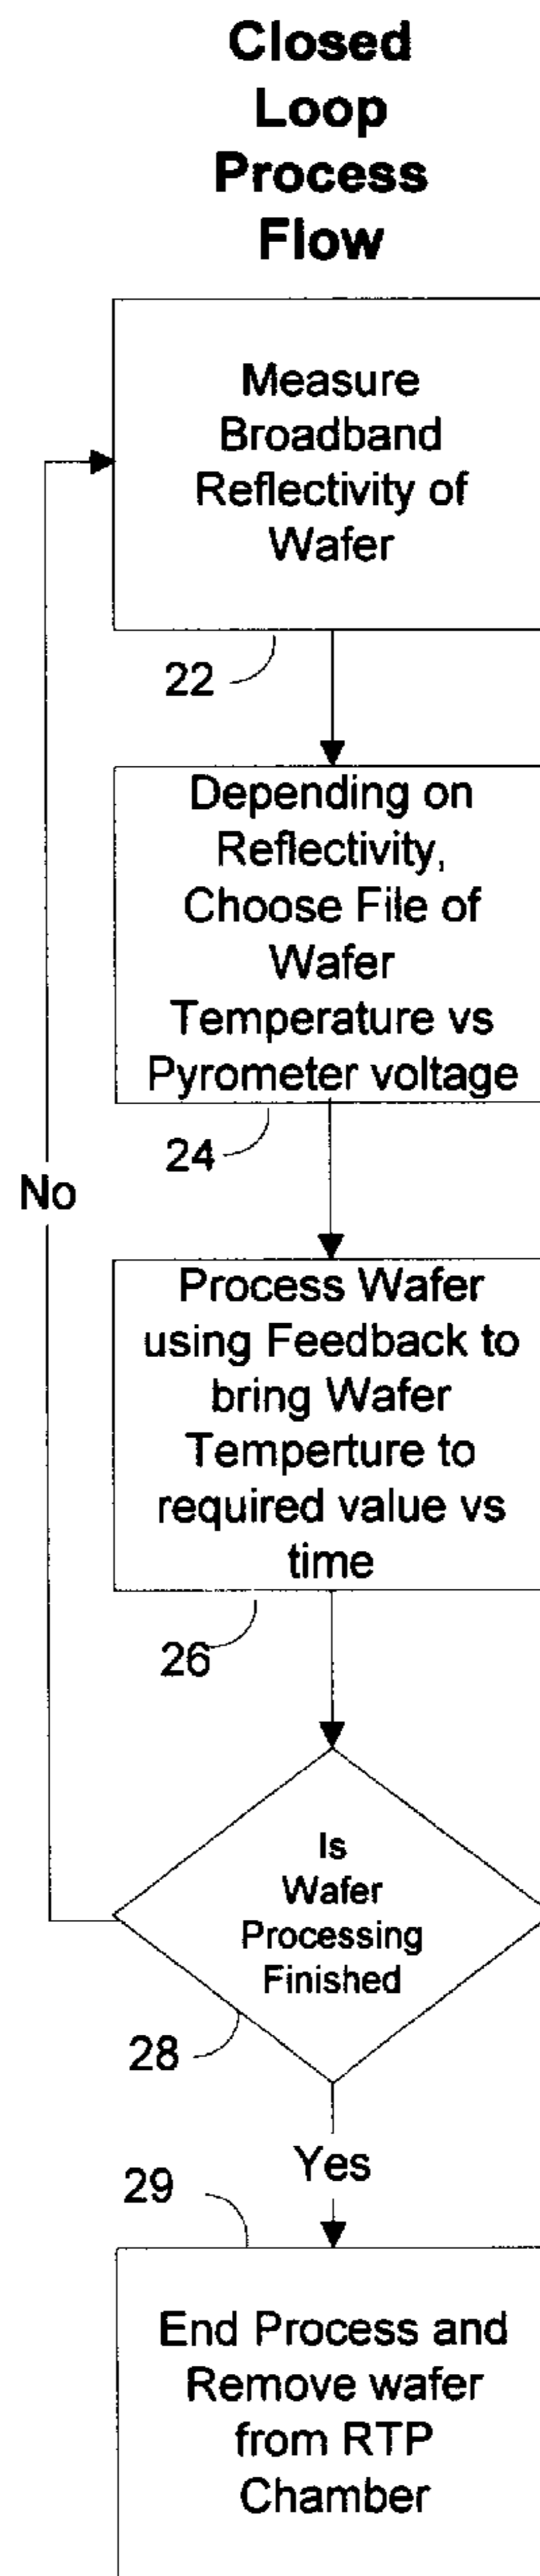 Closed
Loop
Process
Flow
Measure
Broadband
Reflectivity of
Wafer
22
Depending on
Reflectivity,
Choose File of
Wafer
Temperature vs
Pyrometer voltage
24
No
Process Wafer
using Feedback to
bring Wafer
Temperture to
required value vs
time
26
Is
Wafer
Processing
Finished
28
Yes
29
End Process and
Remove wafer
from RTP
Chamber